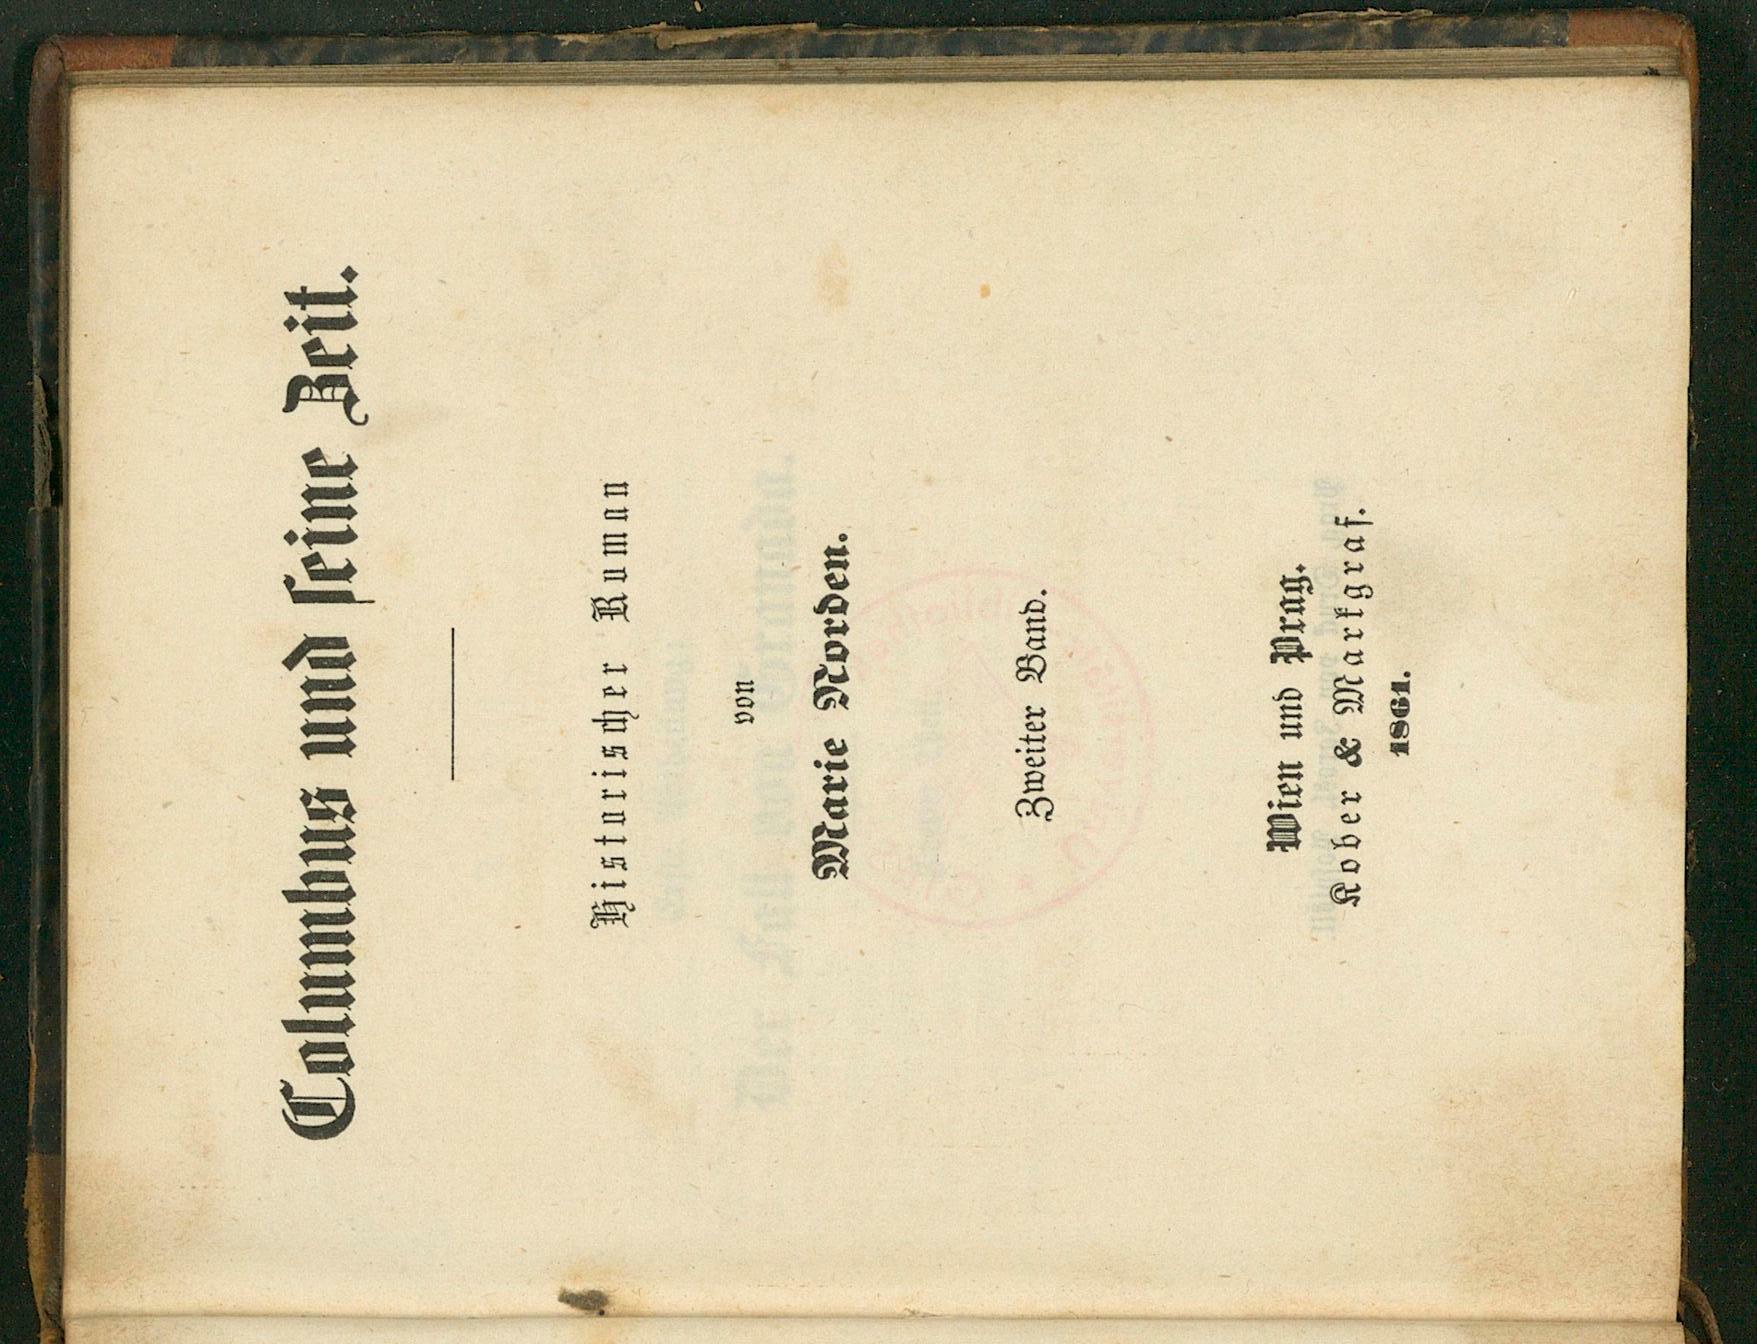 Columbus und seine Zeit.
Historischer Roman
von
Marie Norden.
Zweiter Band.
Wien und Prag.
Kober & Markgraf.
1861.